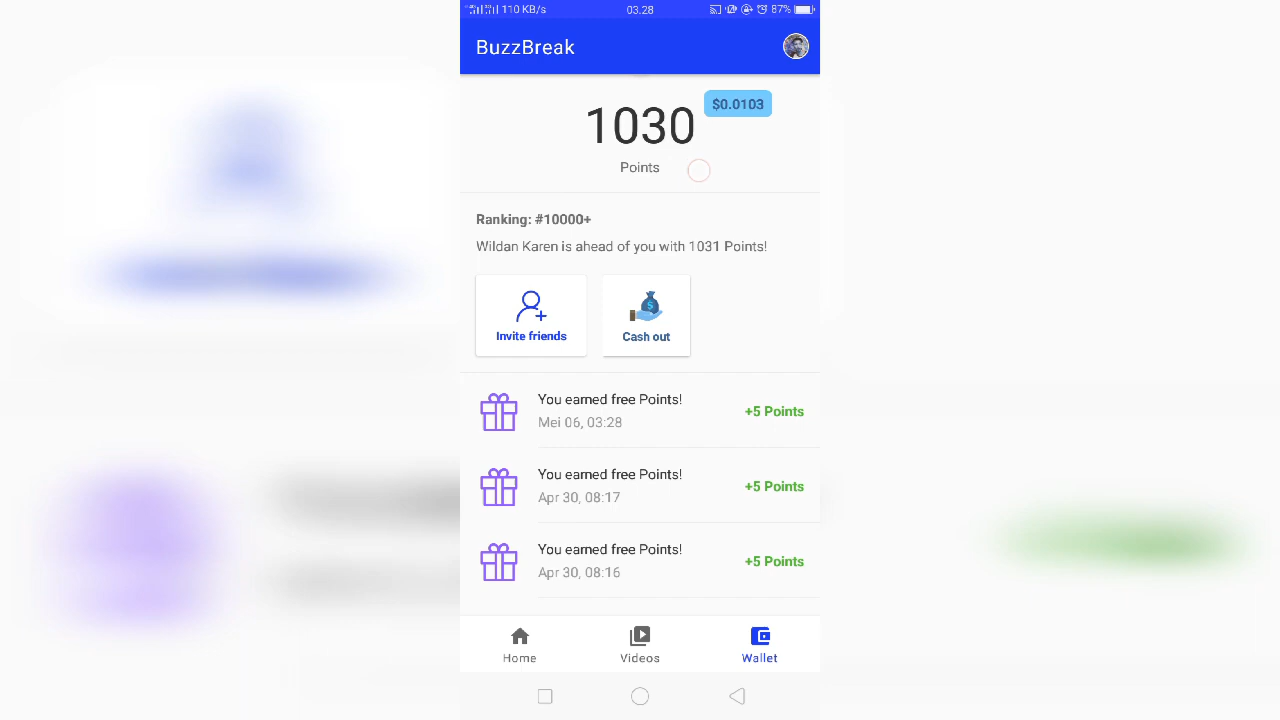 110 KB/s 03.28 87%
BuzzBreak
$0.0103
1030
Points
Ranking: #10000+
Wildan Karen is ahead of you with 1031 Points!
Invite friends Cash out
You earned free Points!
Mei 06, 03:28
+5 Points
You earned free Points!
Apr 30, 08:17
+5 Points
You earned free Points!
Apr 30, 08:16
+5 Points
Home Videos Wallet